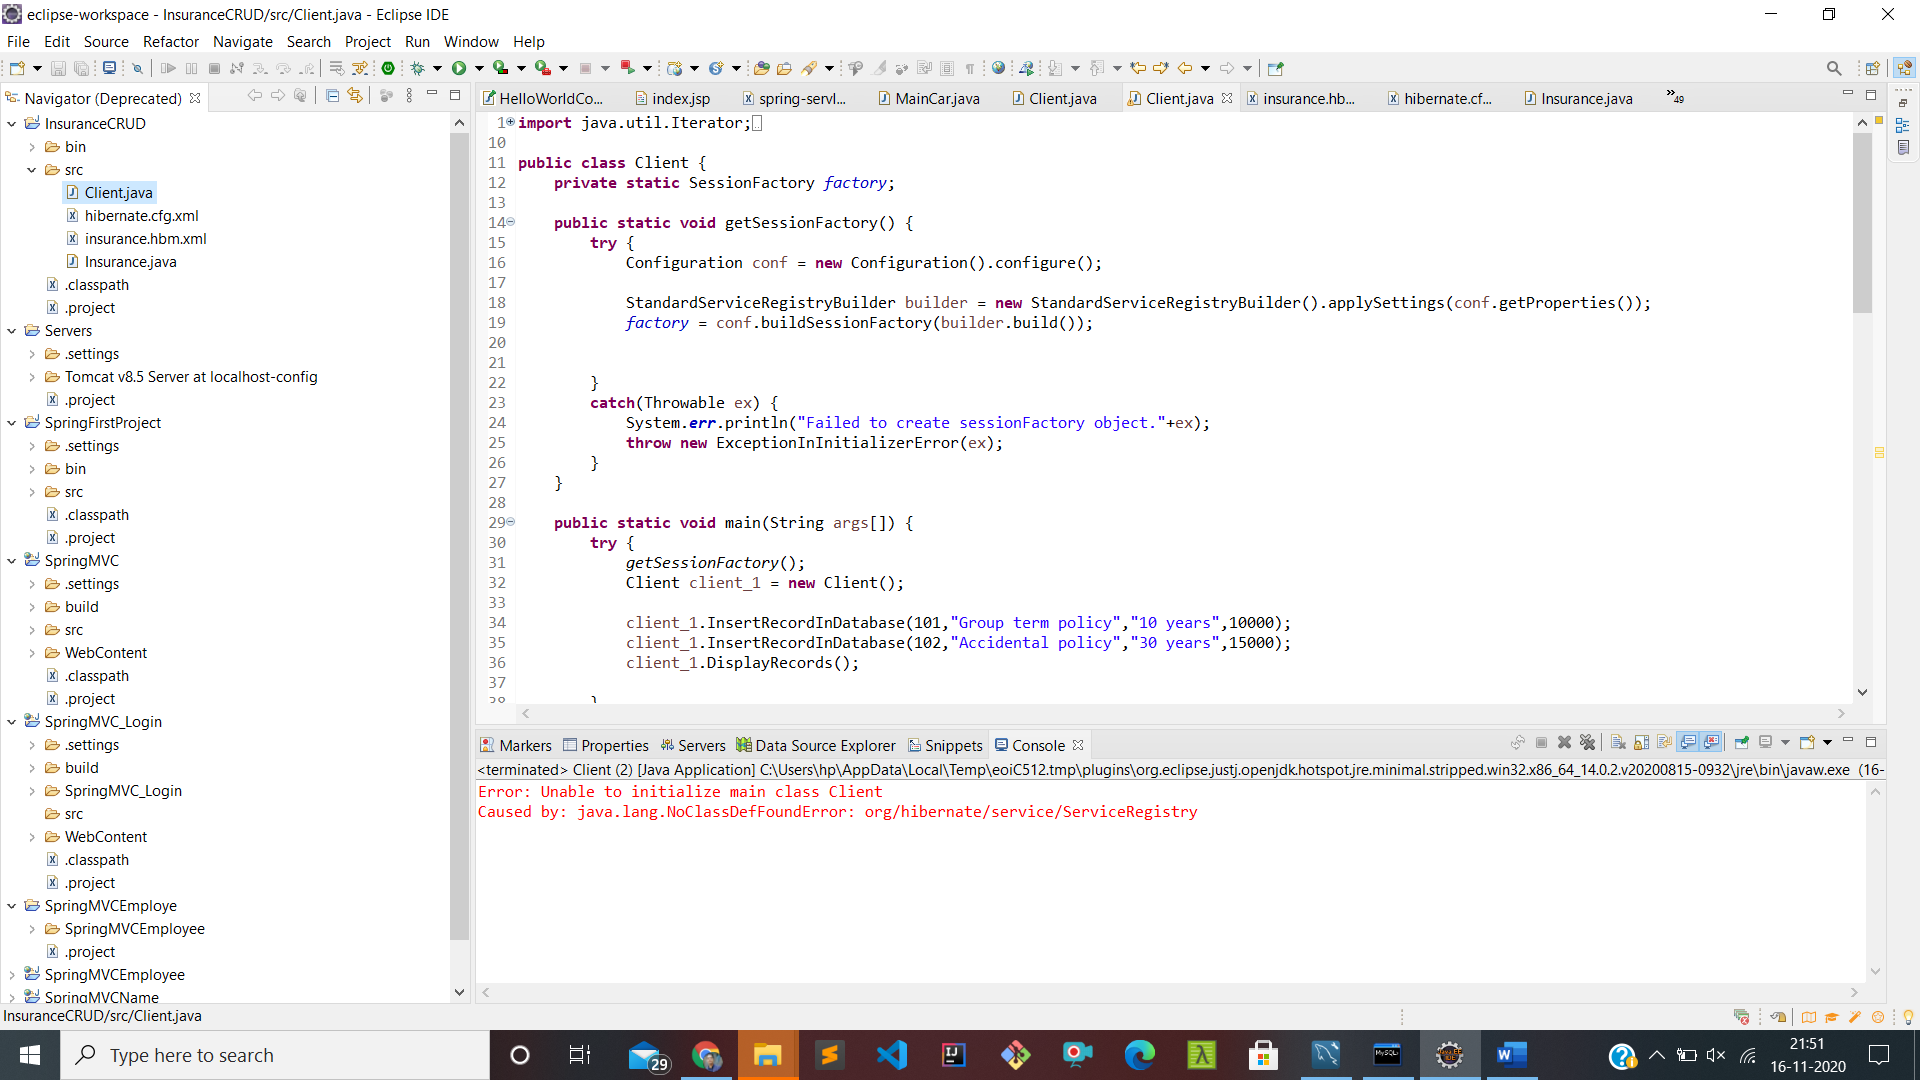 eclipse-workspace - InsuranceCRUD/src/Client.java - Eclipse IDE
File Edit Source Refactor Navigate Search Project Run Window Help
Navigator (Deprecated)
InsuranceCRUD
bin
src
Client.java
hibernate.cfg.xml
insurance.hbm.xml
Insurance.java
.classpath
.project
Servers
.settings
Tomcat v8.5 Server at localhost-config
.project
SpringFirstProject
.settings
bin
src
.classpath
.project
SpringMVC
.settings
build
src
WebContent
.classpath
.project
SpringMVC_Login
.settings
build
SpringMVC_Login
src
WebContent
.classpath
.project
SpringMVCEmploye
SpringMVCEmployee
.project
SpringMVCEmployee
SpringMVCName
HelloWorldCo... index.jsp spring-servl... MainCar.java Client.java Client.java insurance.hb... hibernate.cf... Insurance.java »49
1 import java.util.Iterator;
10
11 public class Client {
12 private static SessionFactory factory;
13
14 public static void getSessionFactory() {
15 try {
16 Configuration conf = new Configuration().configure();
17
18 StandardServiceRegistryBuilder builder = new StandardServiceRegistryBuilder().applySettings(conf.getProperties());
19 factory = conf.buildSessionFactory(builder.build());
20
21
22 }
23 catch(Throwable ex) {
24 System.err.println("Failed to create sessionFactory object."+ex);
25 throw new ExceptionInInitializerError(ex);
26 }
27 }
28
29 public static void main(String args[]) {
30 try {
31 getSessionFactory();
32 Client client_1 = new Client();
33
34 client_1.InsertRecordInDatabase(101,"Group term policy","10 years",10000);
35 client_1.InsertRecordInDatabase(102,"Accidental policy","30 years",15000);
36 client_1.DisplayRecords();
37
38 }
Markers Properties Servers Data Source Explorer Snippets Console
<terminated> Client (2) [Java Application] C:\Users\hp\AppData\Local\Temp\eoiC512.tmp\plugins\org.eclipse.justj.openjdk.hotspot.jre.minimal.stripped.win32.x86_64_14.0.2.v20200815-0932\jre\bin\javaw.exe (16-
Error: Unable to initialize main class Client
Caused by: java.lang.NoClassDefFoundError: org/hibernate/service/ServiceRegistry
InsuranceCRUD/src/Client.java
Type here to search
29
21:51
16-11-2020